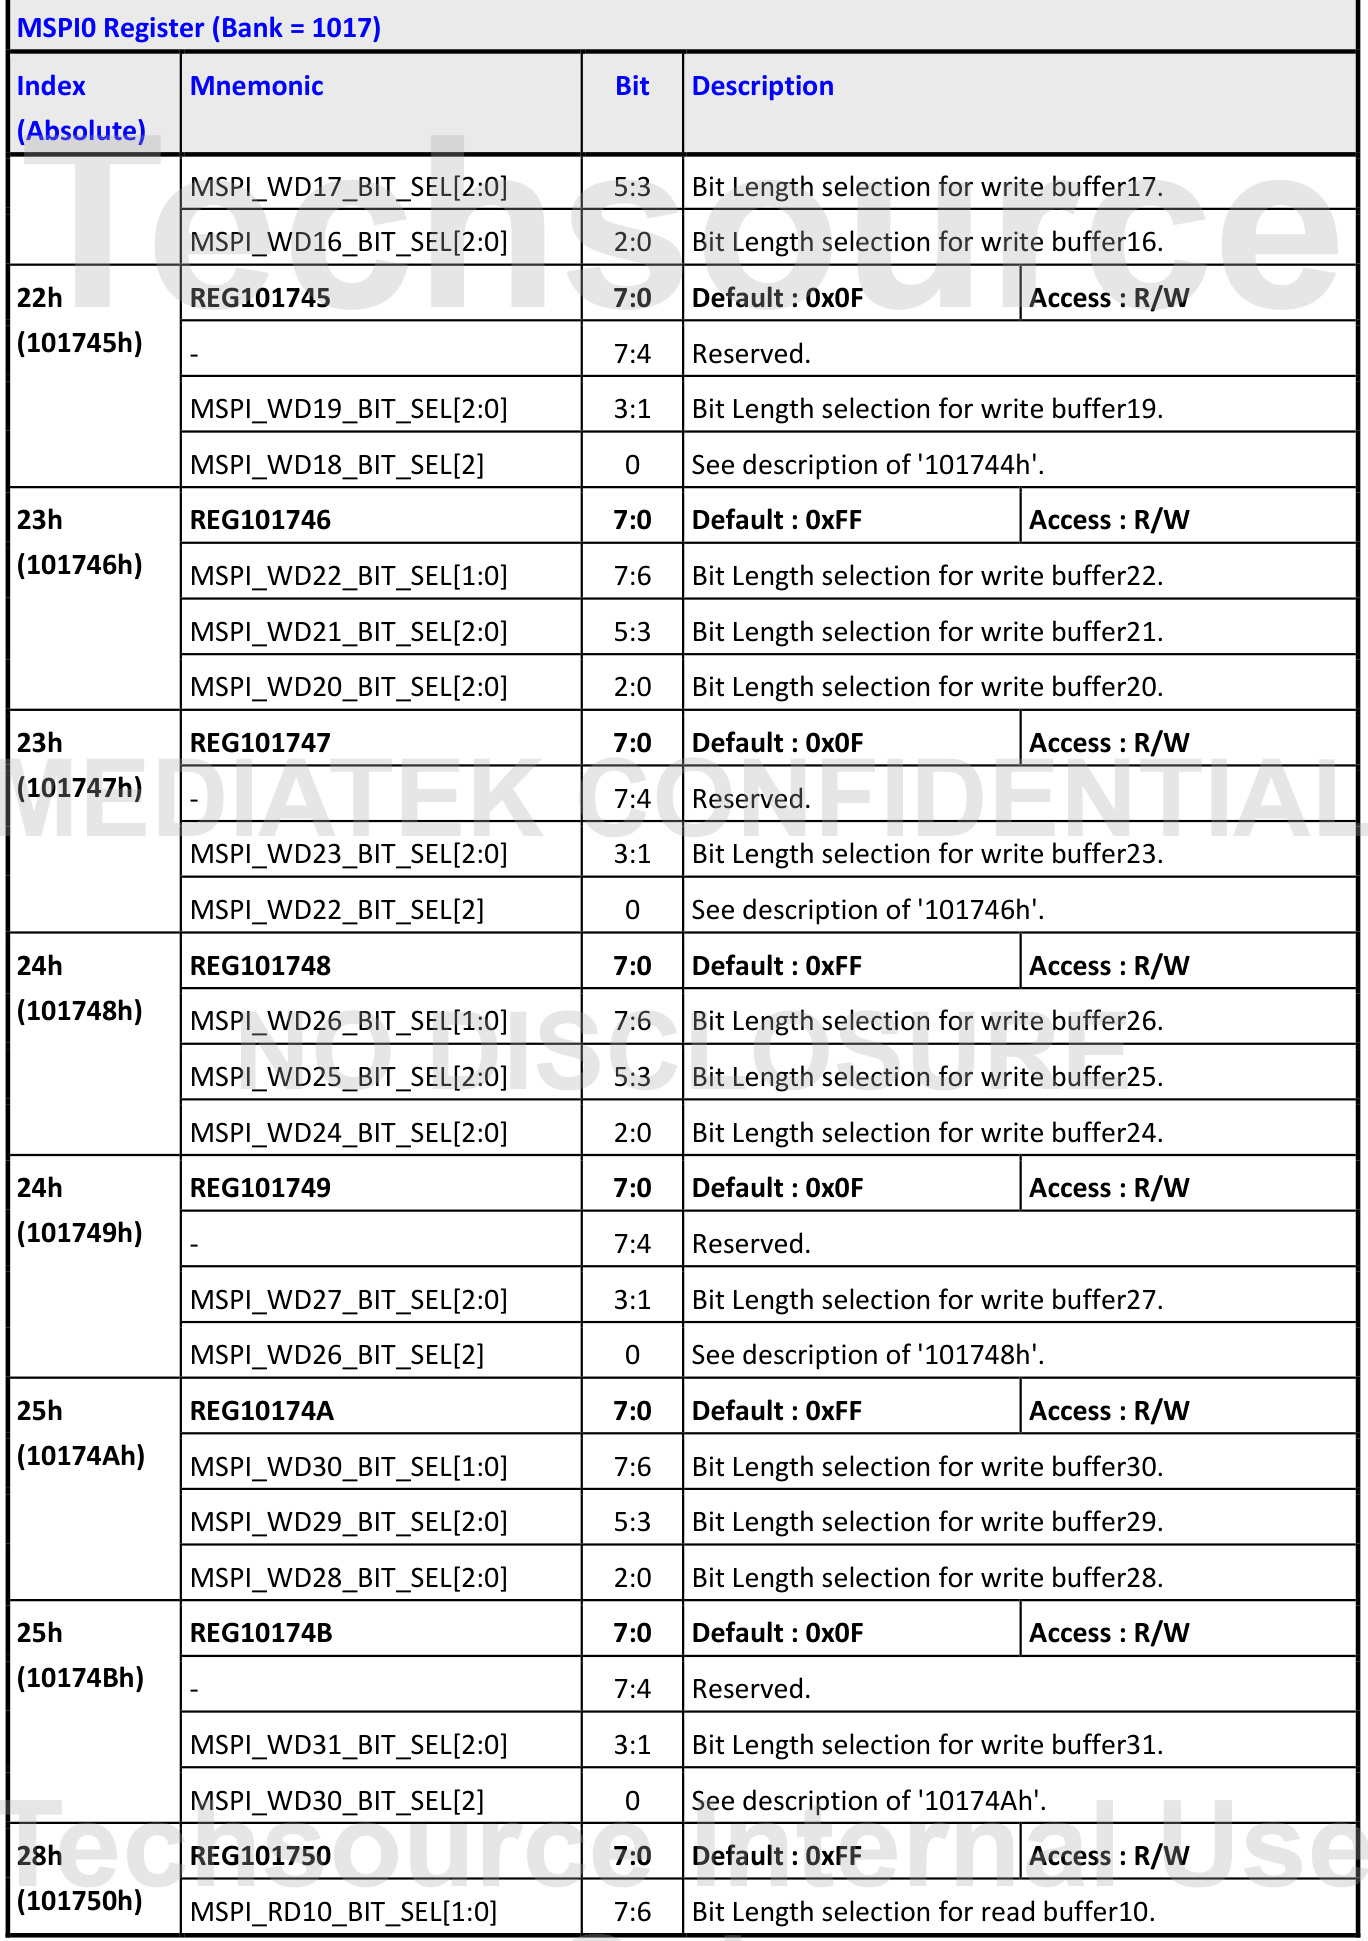 MSPI0 Register (Bank = 1017)
Index (Absolute) Mnemonic Bit Description
MSPI_WD17_BIT_SEL[2:0] 5:3 Bit Length selection for write buffer17.
MSPI_WD16_BIT_SEL[2:0] 2:0 Bit Length selection for write buffer16.
Techsource
22h REG101745 7:0 Default : 0x0F Access : R/W
(101745h)
- 7:4 Reserved.
MSPI_WD19_BIT_SEL[2:0] 3:1 Bit Length selection for write buffer19.
MSPI_WD18_BIT_SEL[2] 0 See description of '101744h'.
23h REG101746 7:0 Default : 0xFF Access : R/W
(101746h)
MSPI_WD22_BIT_SEL[1:0] 7:6 Bit Length selection for write buffer22.
MSPI_WD21_BIT_SEL[2:0] 5:3 Bit Length selection for write buffer21.
MSPI_WD20_BIT_SEL[2:0] 2:0 Bit Length selection for write buffer20.
23h REG101747 7:0 Default : 0x0F Access : R/W
(101747h)
- 7:4 Reserved.
MEDIATEK CONFIDENTIAL
MSPI_WD23_BIT_SEL[2:0] 3:1 Bit Length selection for write buffer23.
MSPI_WD22_BIT_SEL[2] 0 See description of '101746h'.
24h REG101748 7:0 Default : 0xFF Access : R/W
(101748h)
MSPI_WD26_BIT_SEL[1:0] 7:6 Bit Length selection for write buffer26.
NO DISCLOSURE
MSPI_WD25_BIT_SEL[2:0] 5:3 Bit Length selection for write buffer25.
MSPI_WD24_BIT_SEL[2:0] 2:0 Bit Length selection for write buffer24.
24h REG101749 7:0 Default : 0x0F Access : R/W
(101749h)
- 7:4 Reserved.
MSPI_WD27_BIT_SEL[2:0] 3:1 Bit Length selection for write buffer27.
MSPI_WD26_BIT_SEL[2] 0 See description of '101748h'.
25h REG10174A 7:0 Default : 0xFF Access : R/W
(10174Ah)
MSPI_WD30_BIT_SEL[1:0] 7:6 Bit Length selection for write buffer30.
MSPI_WD29_BIT_SEL[2:0] 5:3 Bit Length selection for write buffer29.
MSPI_WD28_BIT_SEL[2:0] 2:0 Bit Length selection for write buffer28.
25h REG10174B 7:0 Default : 0x0F Access : R/W
(10174Bh)
- 7:4 Reserved.
MSPI_WD31_BIT_SEL[2:0] 3:1 Bit Length selection for write buffer31.
MSPI_WD30_BIT_SEL[2] 0 See description of '10174Ah'.
Techsource Internal Use
28h REG101750 7:0 Default : 0xFF Access : R/W
(101750h)
MSPI_RD10_BIT_SEL[1:0] 7:6 Bit Length selection for read buffer10.